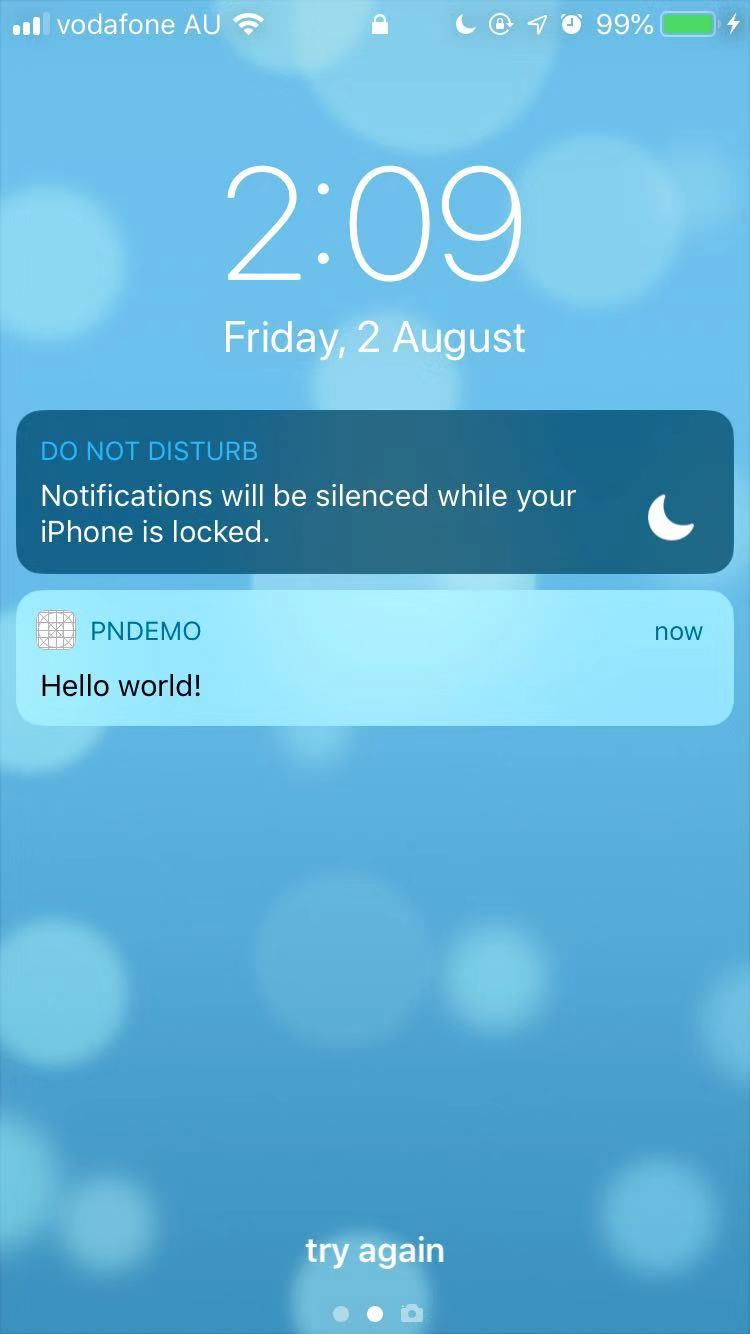 vodafone AU 99%
2:09
Friday, 2 August
DO NOT DISTURB
Notifications will be silenced while your
iPhone is locked.
PNDEMO now
Hello world!
try again